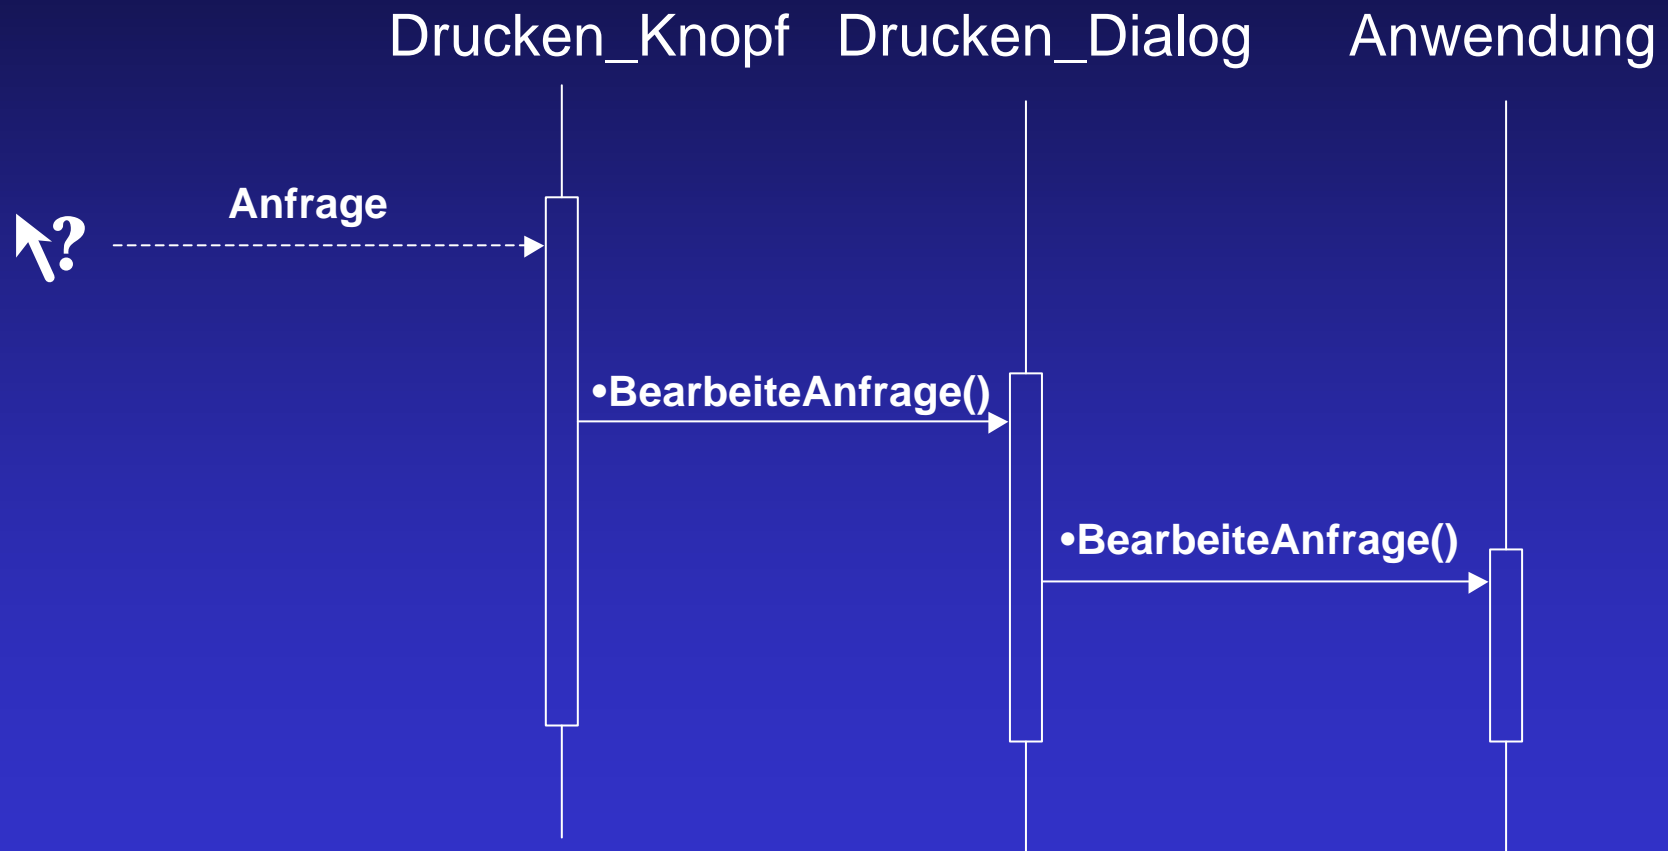 Drucken_Knopf Drucken_Dialog Anwendung
Anfrage
?
•BearbeiteAnfrage()
•BearbeiteAnfrage()